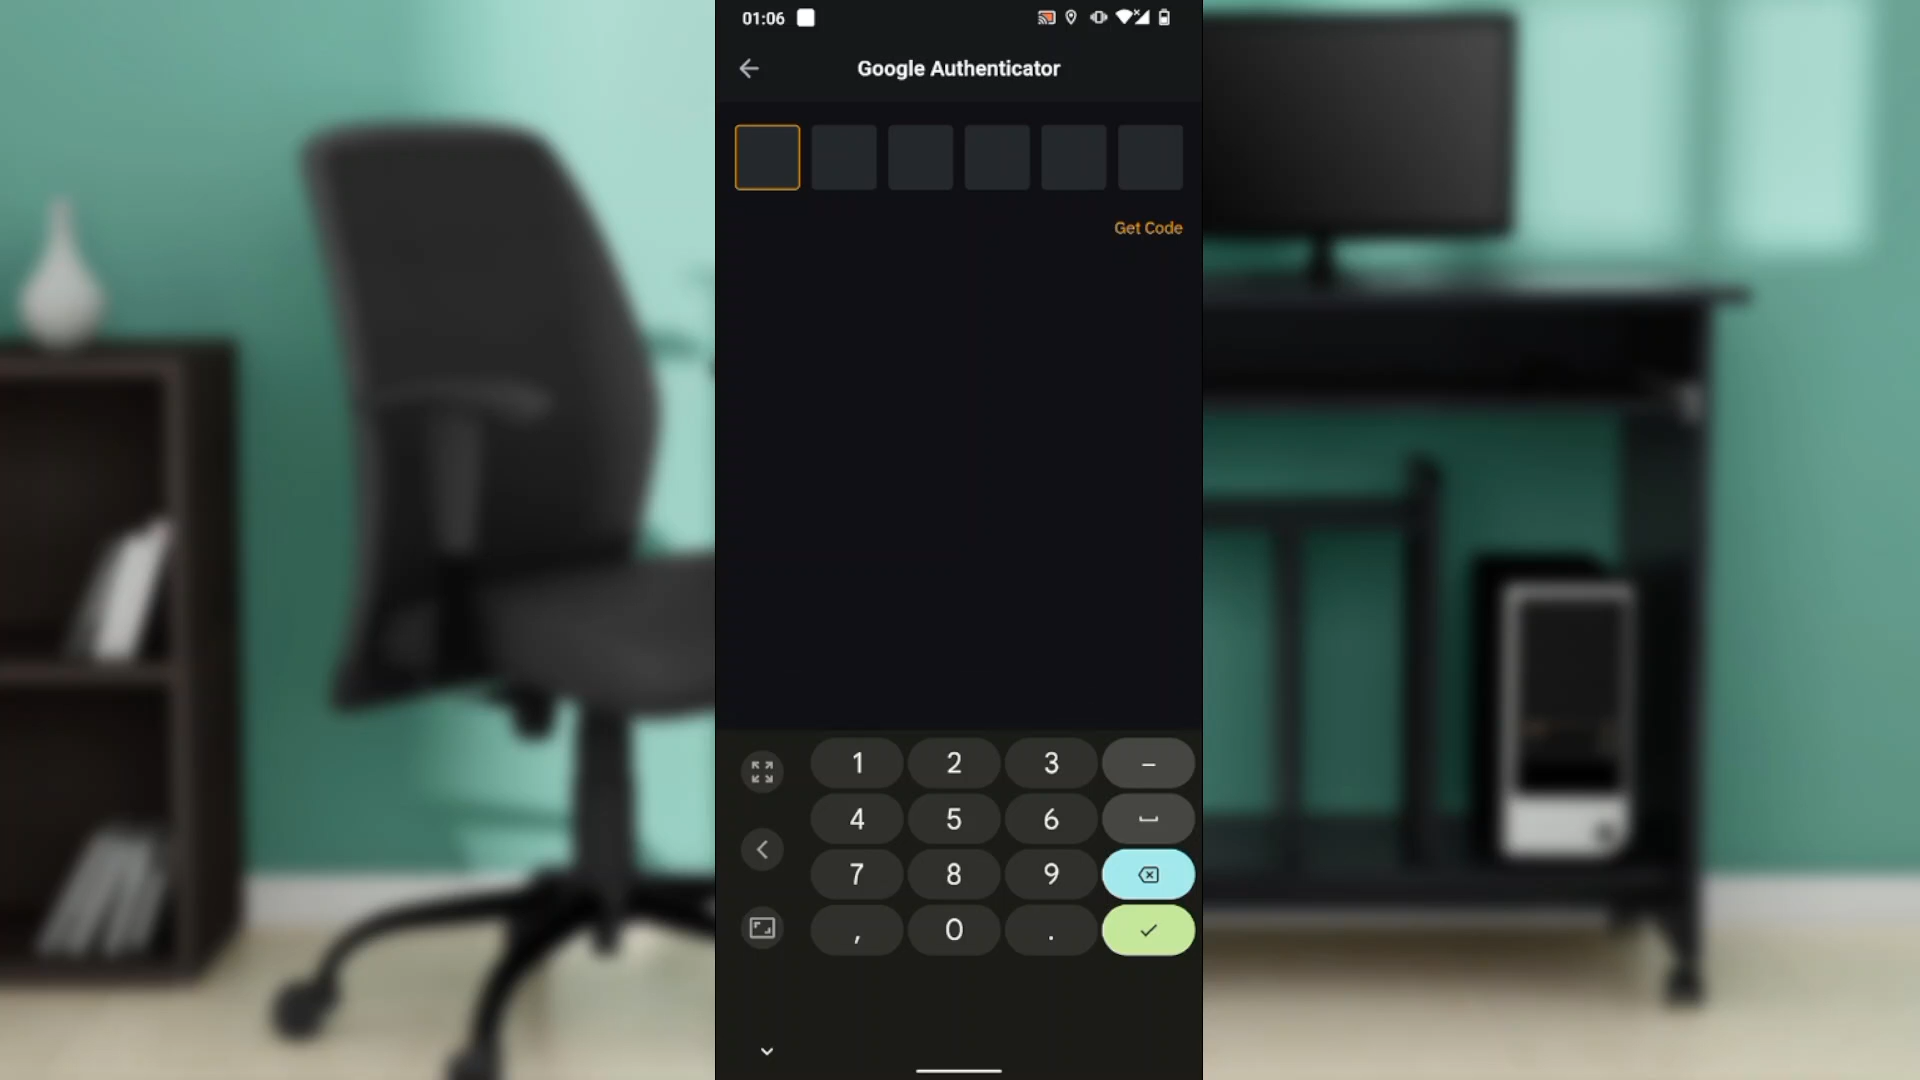 01:06
Google Authenticator
Get Code
1 2 3 –
4 5 6
7 8 9
, 0 .